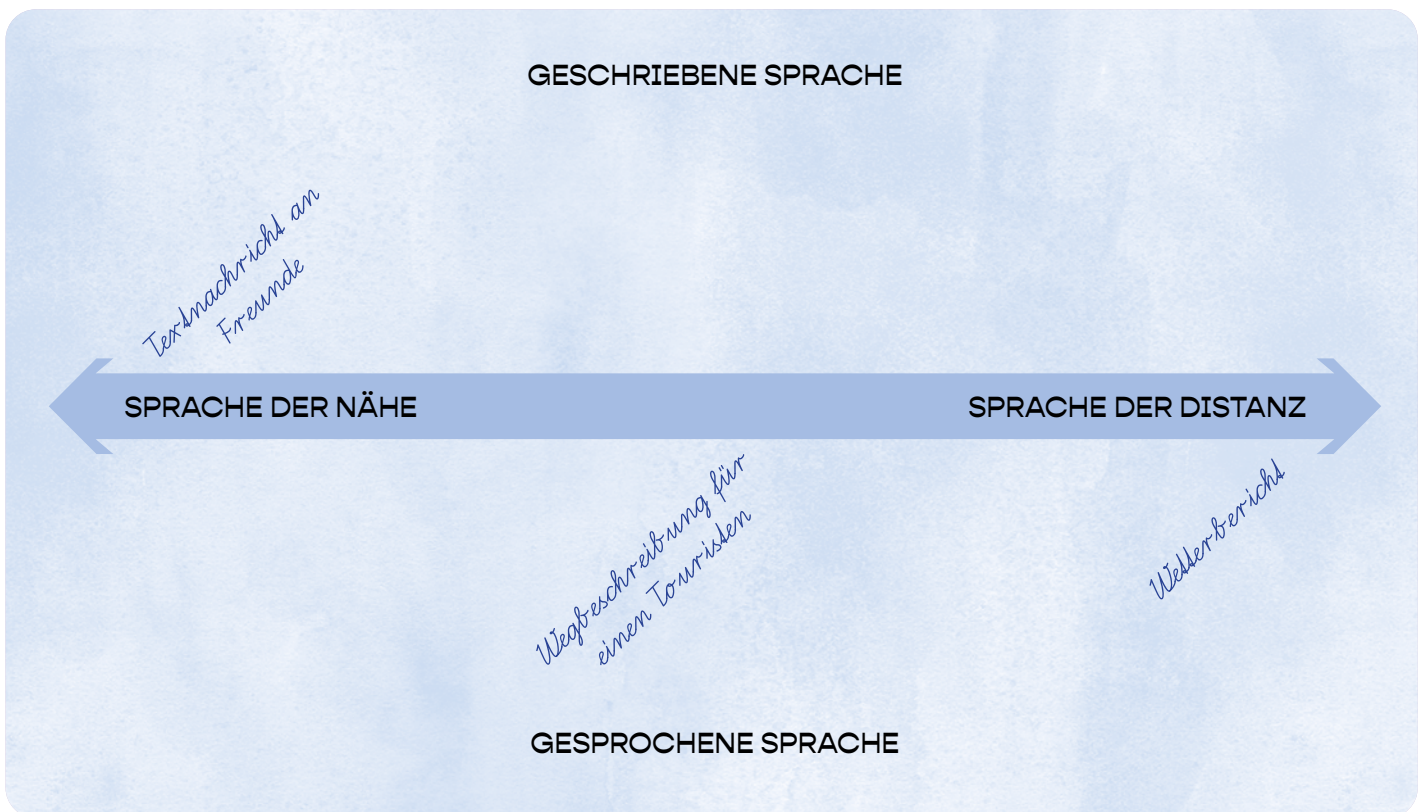 GESCHRIEBENE SPRACHE
Textnachricht an
Freunde
SPRACHE DER NÄHE
SPRACHE DER DISTANZ
Wegbeschreibung für
einen Touristen
Wetterbericht
GESPROCHENE SPRACHE